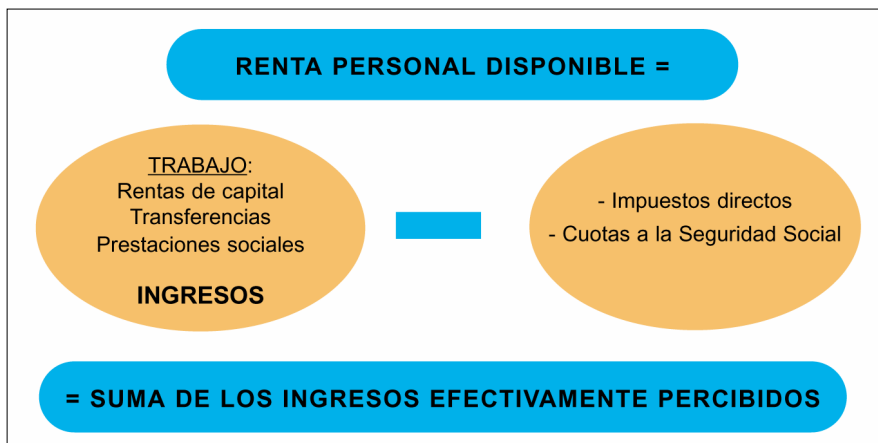 RENTA PERSONAL DISPONIBLE =
TRABAJO:
Rentas de capital
Transferencias
Prestaciones sociales
INGRESOS
- Impuestos directos
- Cuotas a la Seguridad Social
= SUMA DE LOS INGRESOS EFECTIVAMENTE PERCIBIDOS